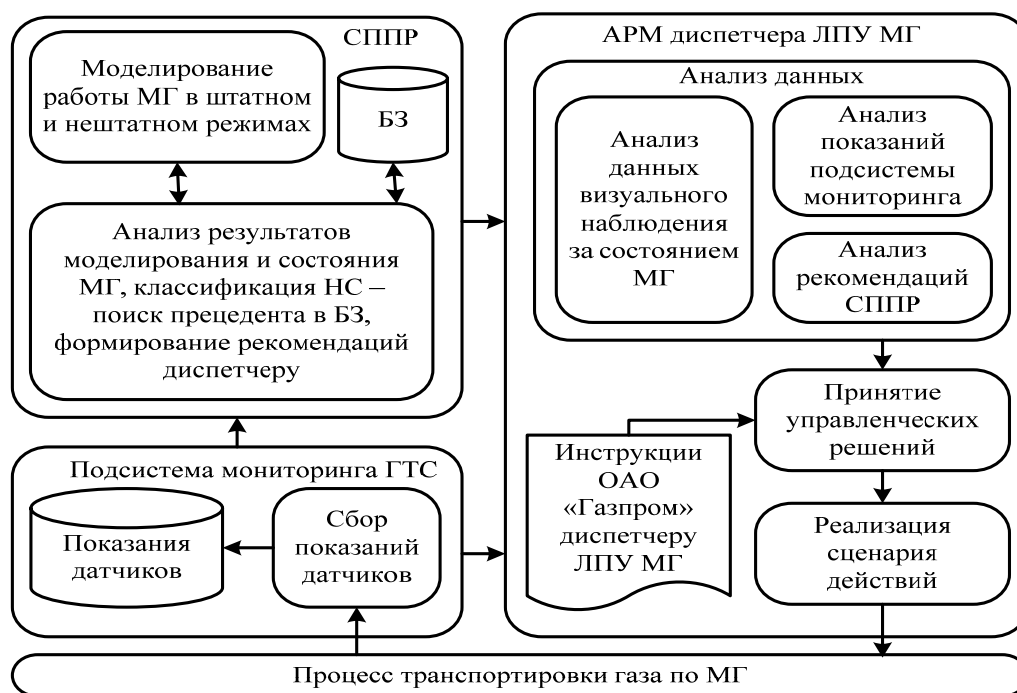 СППР
Моделирование
работы МГ в штатном
и нештатном режимах
БЗ
Анализ результатов
моделирования и состояния
МГ, классификация НС –
поиск прецедента в БЗ,
формирование рекомендаций
диспетчеру
Подсистема мониторинга ГТС
Показания
датчиков
Сбор
показаний
датчиков
АРМ диспетчера ЛПУ МГ
Анализ данных
Анализ
данных
визуального
наблюдения
за состоянием
МГ
Анализ
показаний
подсистемы
мониторинга
Анализ
рекомендаций
СППР
Принятие
управленческих
решений
Инструкции
ОАО
«Газпром»
диспетчеру
ЛПУ МГ
Реализация
сценария
действий
Процесс транспортировки газа по МГ